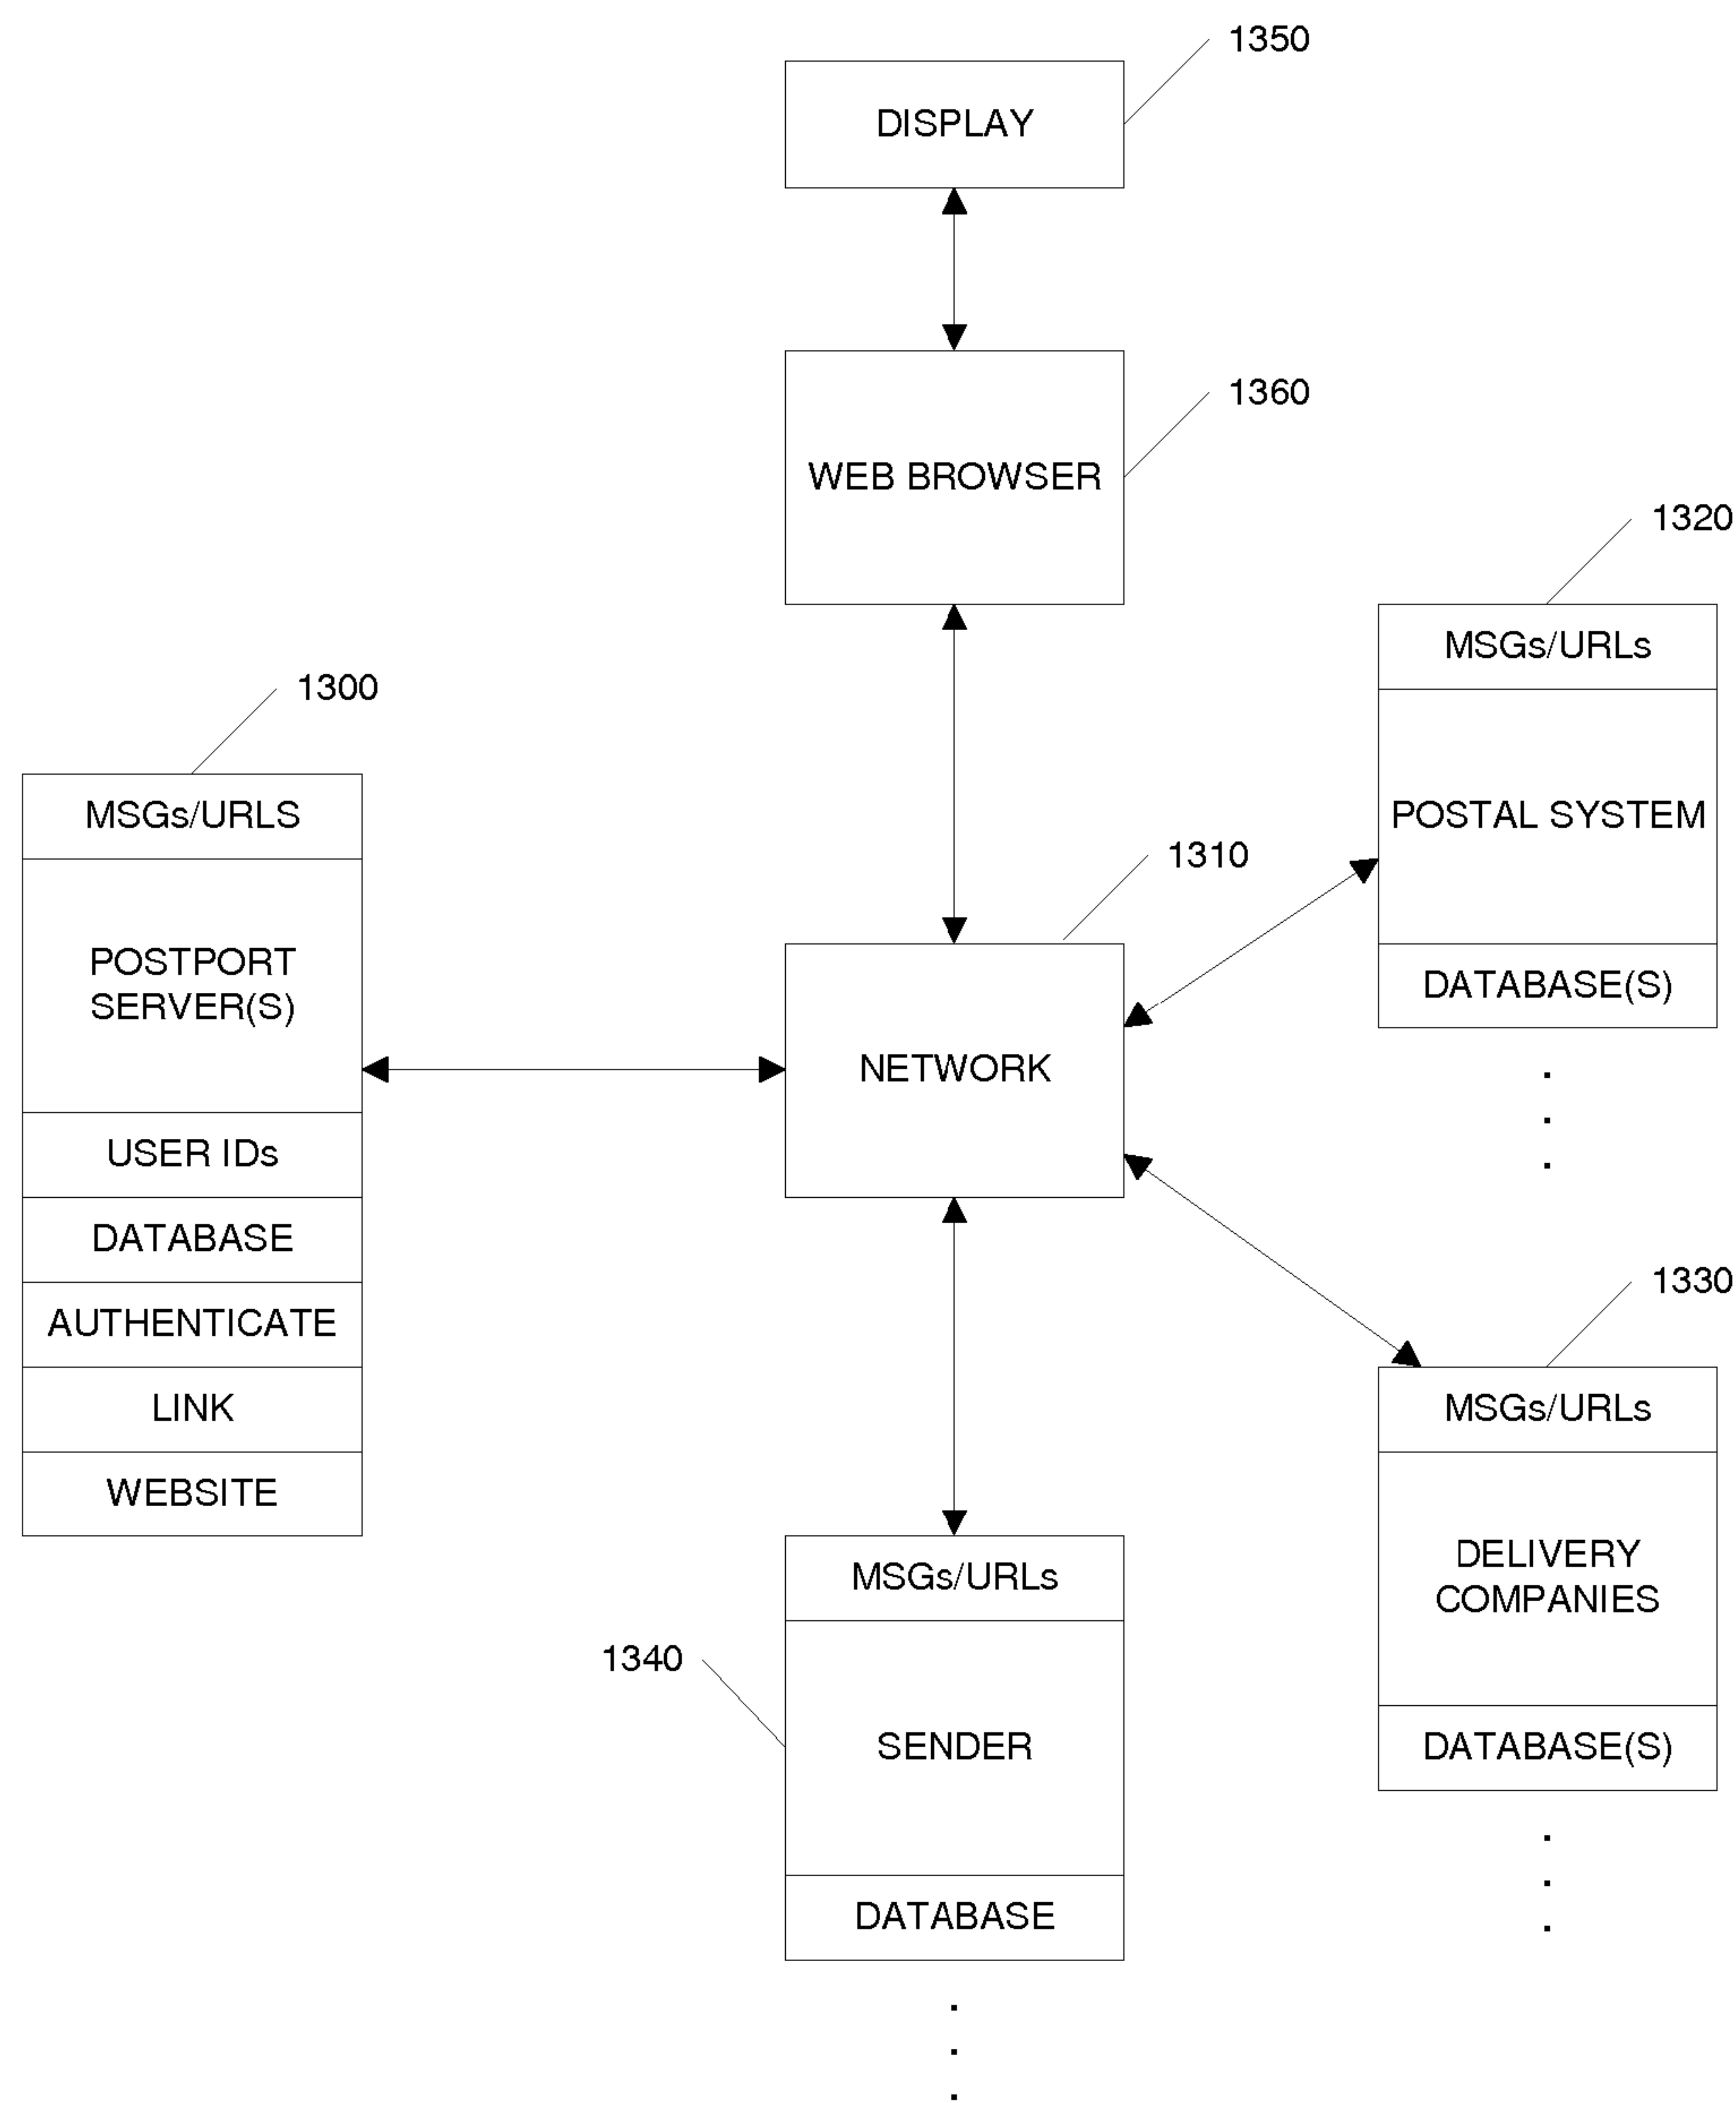 1350
DISPLAY
1360
WEB BROWSER
1320
MSGs/URLs
POSTAL SYSTEM
DATABASE(S)
1300
MSGs/URLS
POSTPORT
SERVER(S)
USER IDs
DATABASE
AUTHENTICATE
LINK
WEBSITE
1310
NETWORK
1330
MSGs/URLs
DELIVERY
COMPANIES
DATABASE(S)
1340
MSGs/URLs
SENDER
DATABASE